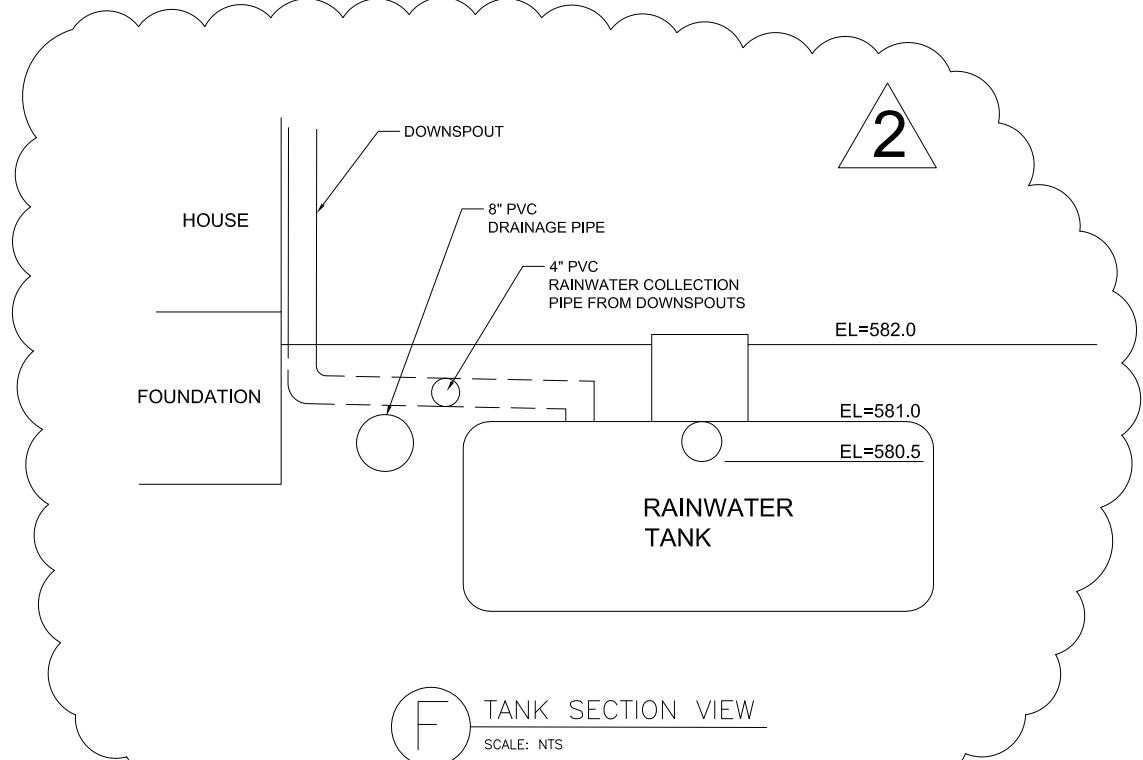 2
DOWNSPOUT
HOUSE
8" PVC
DRAINAGE PIPE
4" PVC
RAINWATER COLLECTION
PIPE FROM DOWNSPOUTS
EL=582.0
FOUNDATION
EL=581.0
EL=580.5
RAINWATER
TANK
F
TANK SECTION VIEW
SCALE: NTS